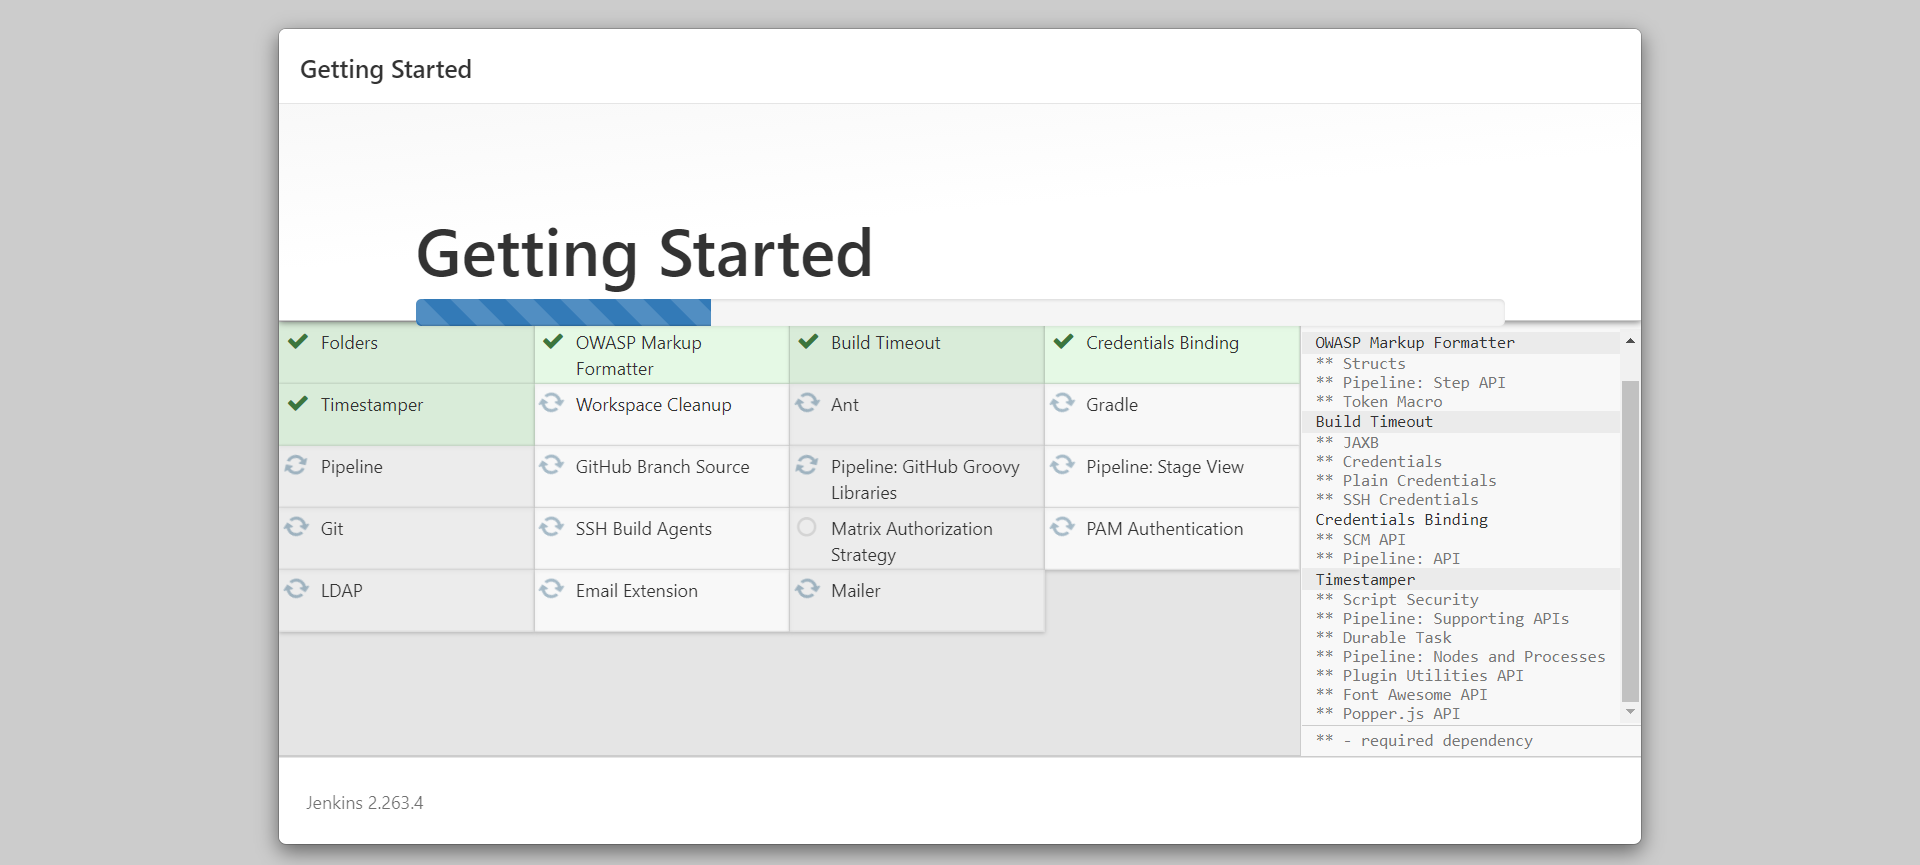 Getting Started
Getting Started
Folders
OWASP Markup
Formatter
Build Timeout
Credentials Binding
Timestamper
Workspace Cleanup
Ant
Gradle
Pipeline
GitHub Branch Source
Pipeline: GitHub Groovy
Libraries
Pipeline: Stage View
Git
SSH Build Agents
Matrix Authorization
Strategy
PAM Authentication
LDAP
Email Extension
Mailer
OWASP Markup Formatter
** Structs
** Pipeline: Step API
** Token Macro
Build Timeout
** JAXB
** Credentials
** Plain Credentials
** SSH Credentials
Credentials Binding
** SCM API
** Pipeline: API
Timestamper
** Script Security
** Pipeline: Supporting APIs
** Durable Task
** Pipeline: Nodes and Processes
** Plugin Utilities API
** Font Awesome API
** Popper.js API
** - required dependency
Jenkins 2.263.4